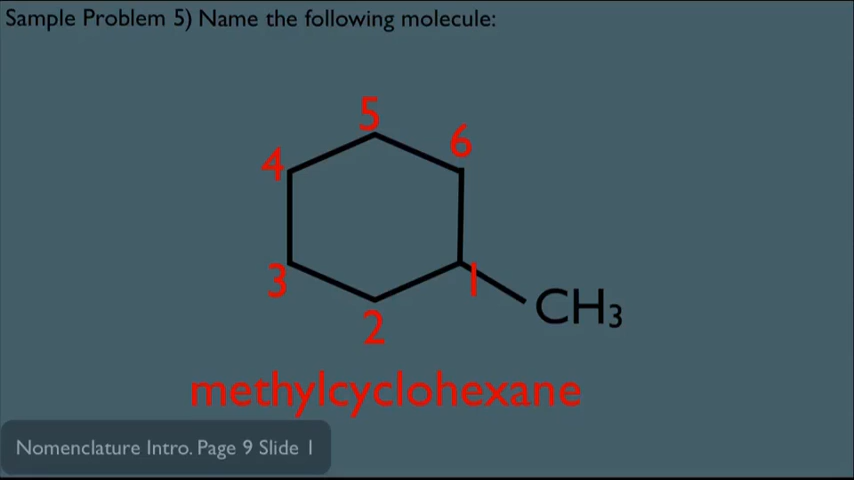 Sample Problem 5) Name the following molecule:
5
6
4
3
1
2
CH₃
methylcyclohexane
Nomenclature Intro. Page 9 Slide 1